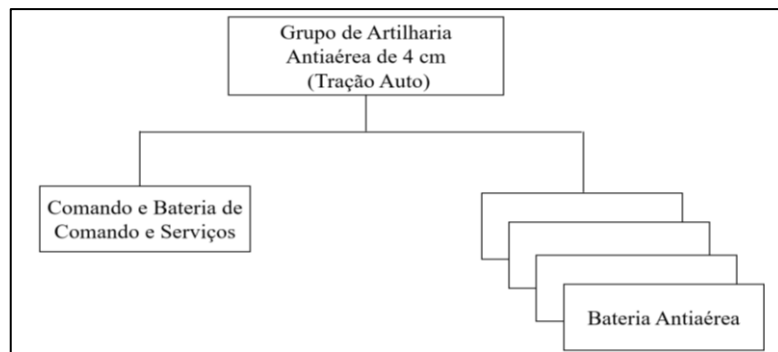 Grupo de Artilharia
Antiaérea de 4 cm
(Tração Auto)
Comando e Bateria de
Comando e Serviços
Bateria Antiaérea